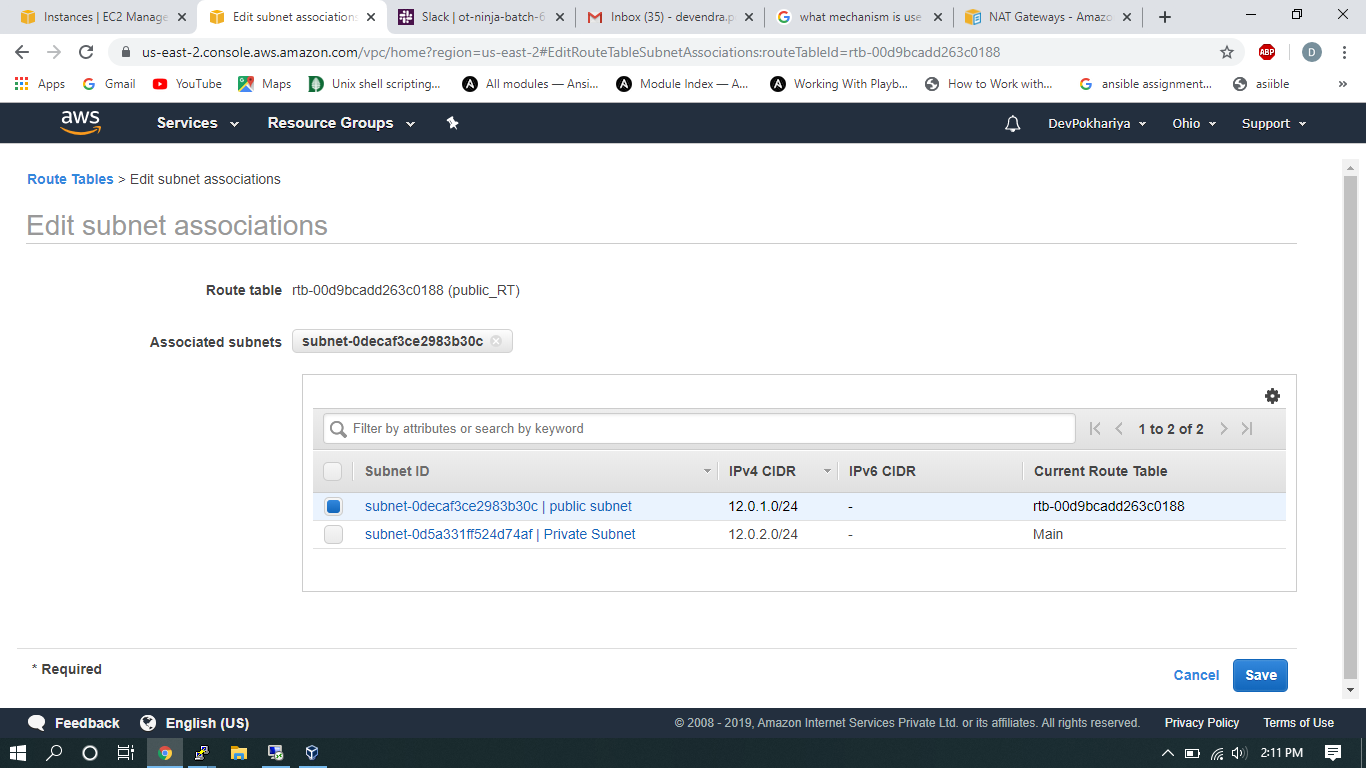 Instances | EC2 Manage
Edit subnet associations
Slack | ot-ninja-batch-6
Inbox (35) - devendra.p
what mechanism is use
NAT Gateways - Amazo
us-east-2.console.aws.amazon.com/vpc/home?region=us-east-2#EditRouteTableSubnetAssociations:routeTableId=rtb-00d9bcadd263c0188
ABP
D
Apps
Gmail
YouTube
Maps
Unix shell scripting...
All modules — Ansi...
Module Index — A...
Working With Playb...
How to Work with...
ansible assignment...
asiible
»
aws
Services
Resource Groups
DevPokhariya
Ohio
Support
Route Tables > Edit subnet associations
Edit subnet associations
Route table rtb-00d9bcadd263c0188 (public_RT)
Associated subnets subnet-0decaf3ce2983b30c
Filter by attributes or search by keyword
1 to 2 of 2
Subnet ID IPv4 CIDR IPv6 CIDR Current Route Table
subnet-0decaf3ce2983b30c | public subnet 12.0.1.0/24 - rtb-00d9bcadd263c0188
subnet-0d5a331ff524d74af | Private Subnet 12.0.2.0/24 - Main
* Required
Cancel
Save
Feedback
English (US)
© 2008 - 2019, Amazon Internet Services Private Ltd. or its affiliates. All rights reserved.
Privacy Policy
Terms of Use
2:11 PM